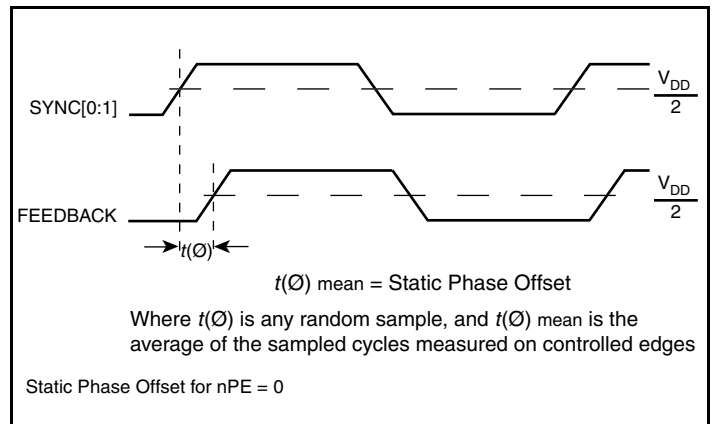 SYNC[0:1]
V_DD
2
FEEDBACK
V_DD
2
t(Ø)
t(Ø) mean = Static Phase Offset
Where t(Ø) is any random sample, and t(Ø) mean is the
average of the sampled cycles measured on controlled edges
Static Phase Offset for nPE = 0